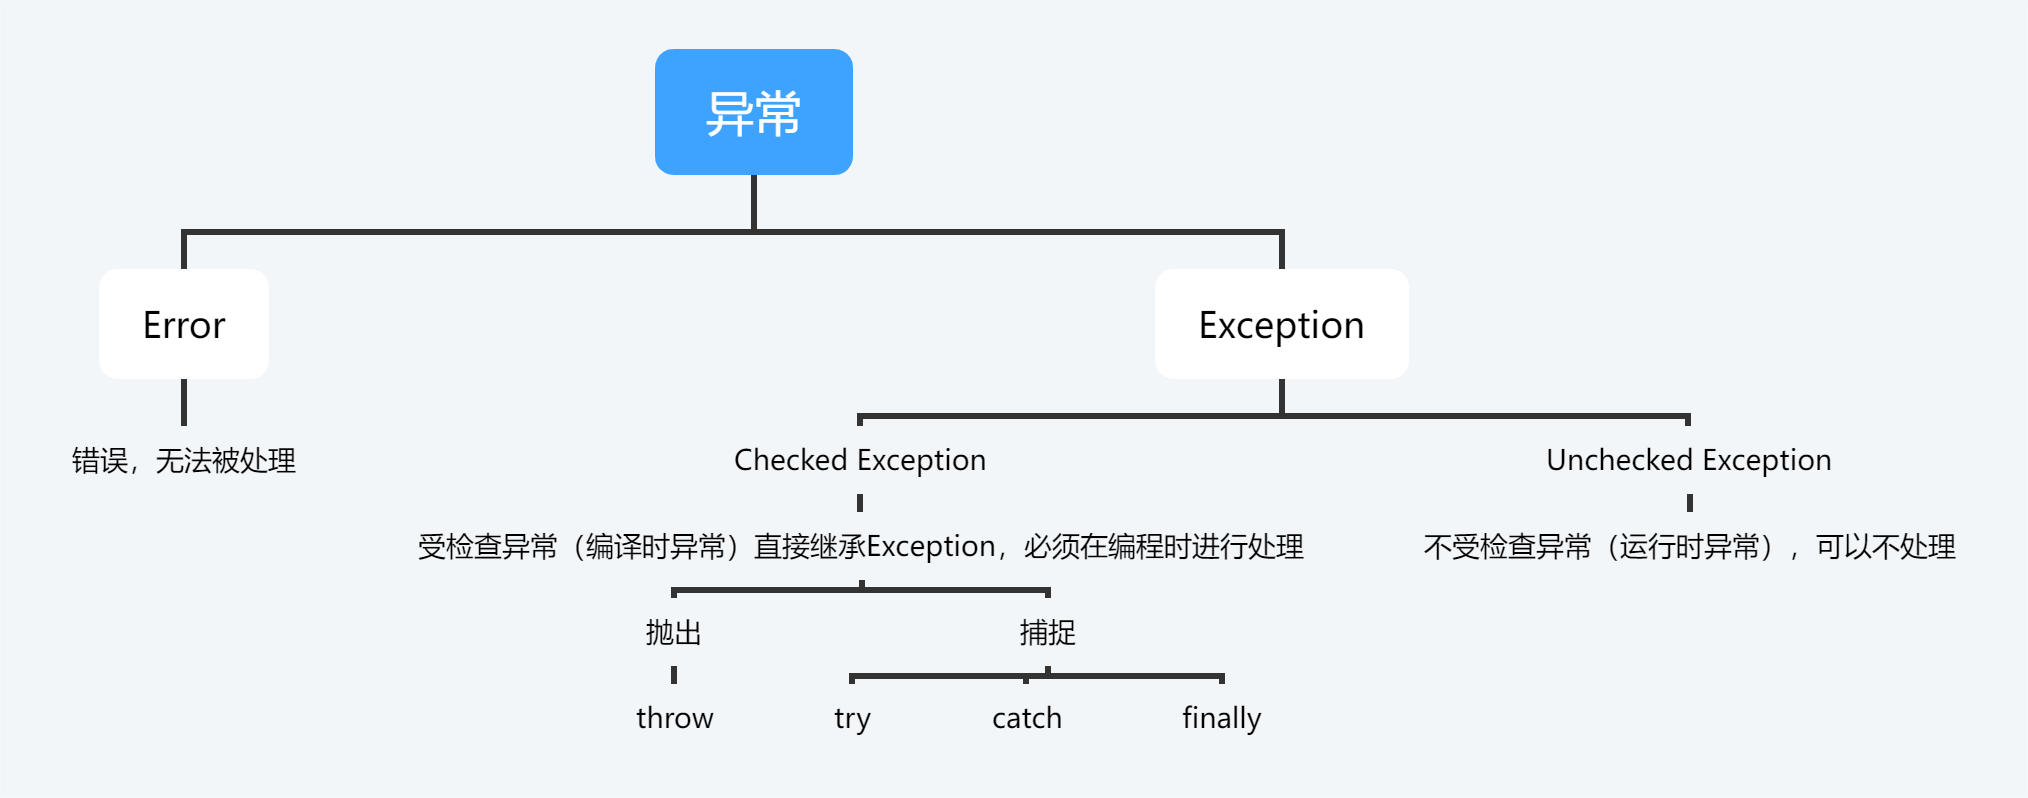 异常
Error
Exception
错误，无法被处理
Checked Exception
Unchecked Exception
受检查异常（编译时异常）直接继承Exception，必须在编程时进行处理
不受检查异常（运行时异常），可以不处理
抛出
捕捉
throw
try
catch
finally